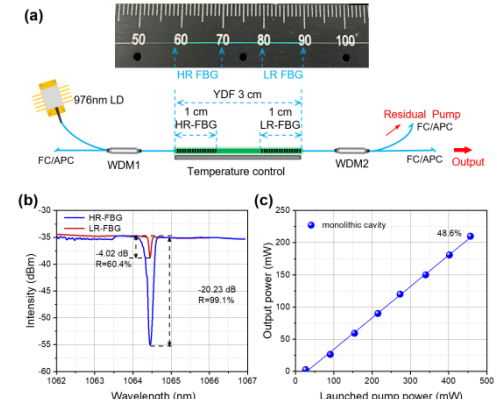 (a)
50 60 70 80 90 100
HR FBG LR FBG
YDF 3 cm
976nm LD
1 cm
HR-FBG
1 cm
LR-FBG
Residual Pump
FC/APC
FC/APC
WDM1
WDM2
FC/APC
Output
Temperature control
(b)
-30
-35
-40
-45
-50
-55
-60
Intensity (dBm)
HR-FBG
LR-FBG
-4.02 dB
R=60.4%
-20.23 dB
R=99.1%
1062 1063 1064 1065 1066 1067
Wavelength (nm)
(c)
250
200
150
100
50
0
Output power (mW)
monolithic cavity
48.6%
0 100 200 300 400 500
Launched pump power (mW)